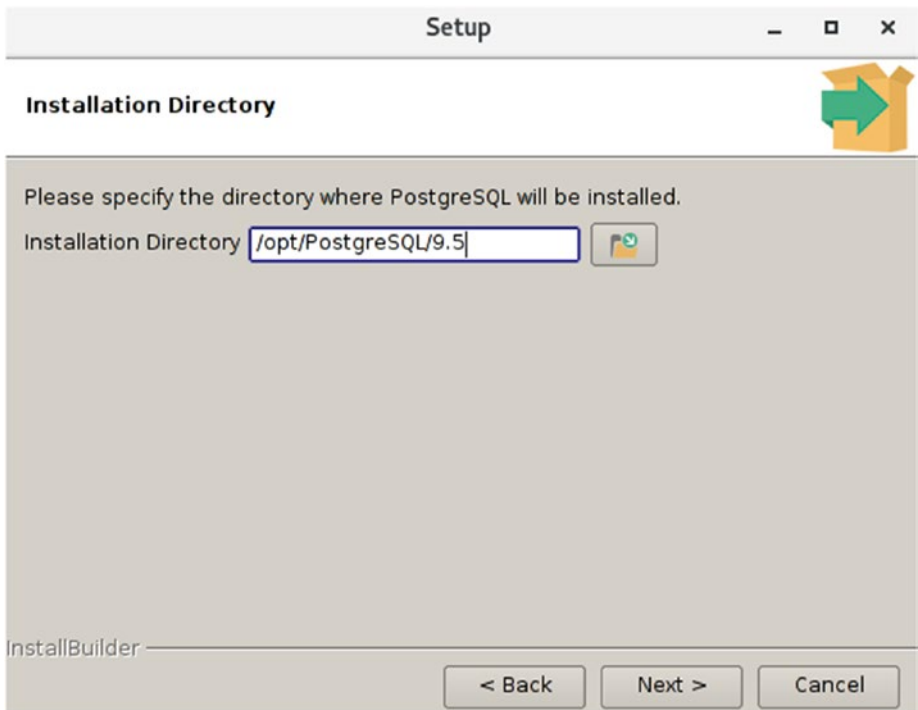 Setup
Installation Directory
Please specify the directory where PostgreSQL will be installed.
Installation Directory /opt/PostgreSQL/9.5
InstallBuilder
< Back Next > Cancel